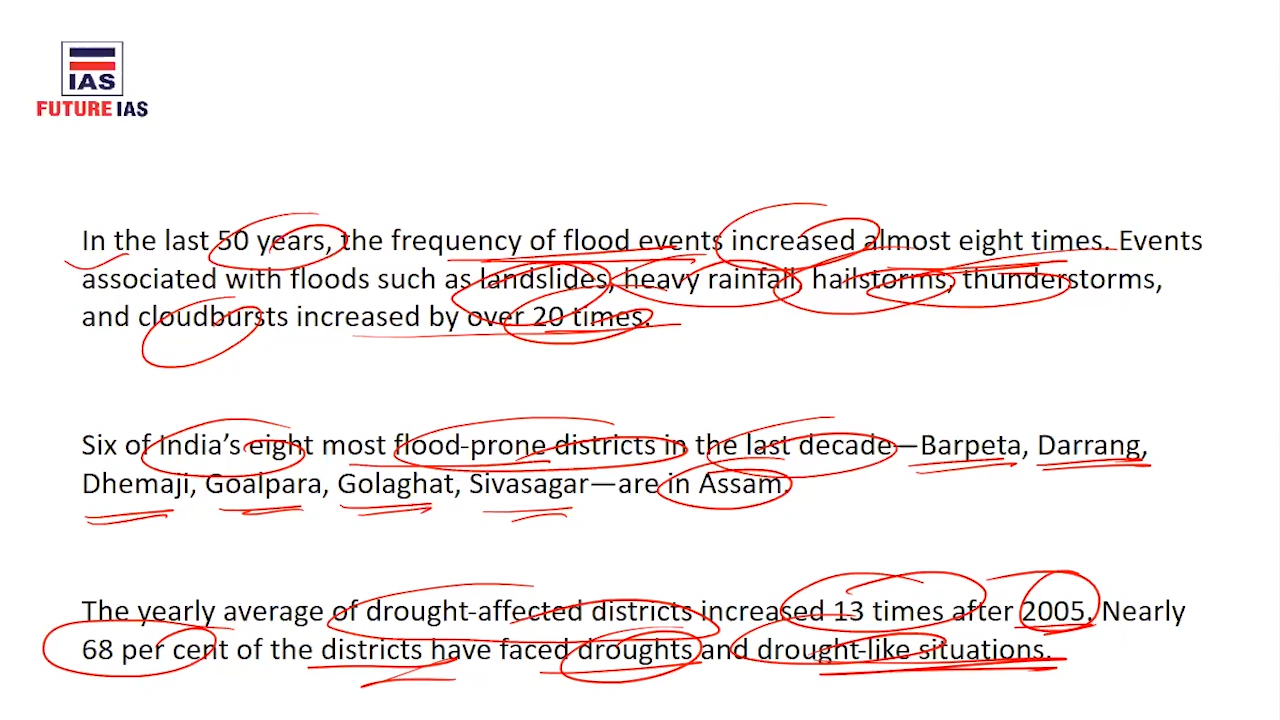 IAS
FUTURE IAS
In the last 50 years, the frequency of flood events increased almost eight times. Events
associated with floods such as landslides, heavy rainfall, hailstorms, thunderstorms,
and cloudbursts increased by over 20 times.
Six of India’s eight most flood-prone districts in the last decade—Barpeta, Darrang,
Dhemaji, Goalpara, Golaghat, Sivasagar—are in Assam.
The yearly average of drought-affected districts increased 13 times after 2005. Nearly
68 per cent of the districts have faced droughts and drought-like situations.